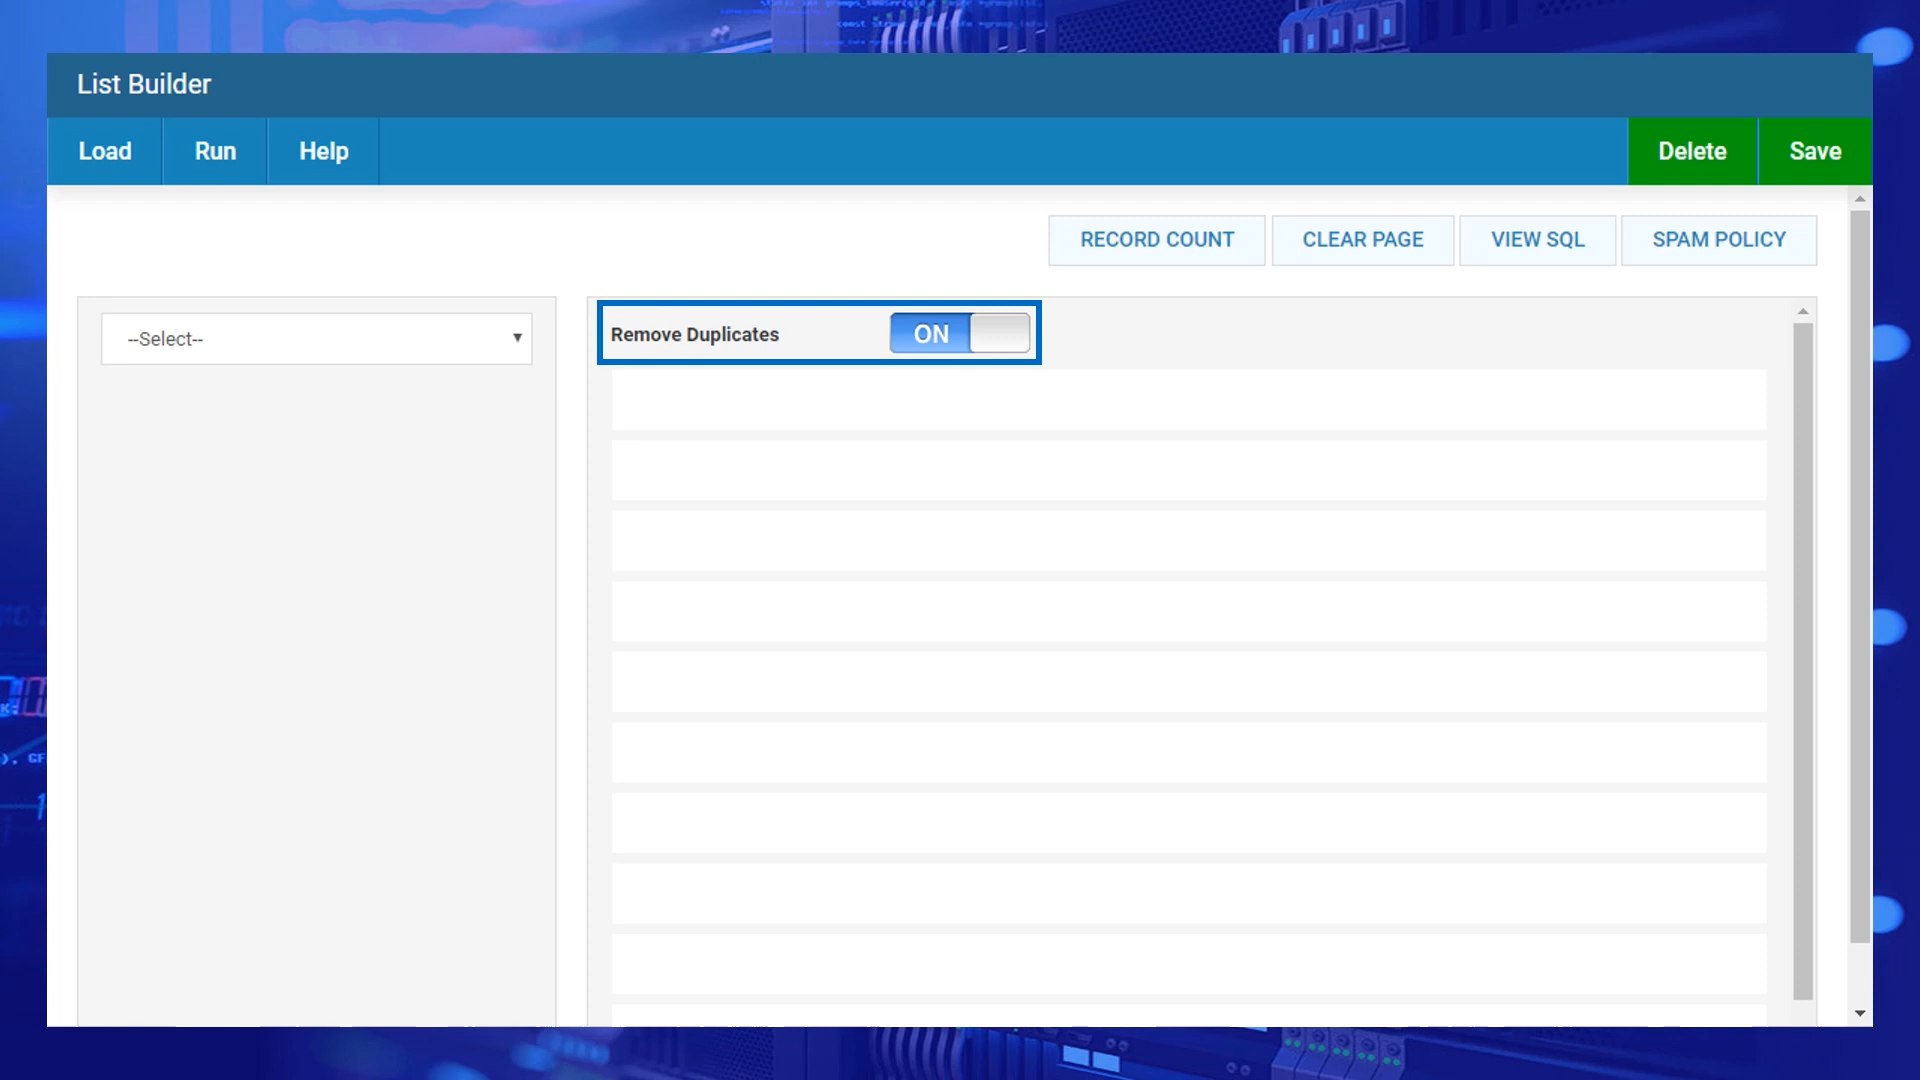 List Builder
Load Run Help Delete Save
RECORD COUNT CLEAR PAGE VIEW SQL SPAM POLICY
--Select--
Remove Duplicates ON